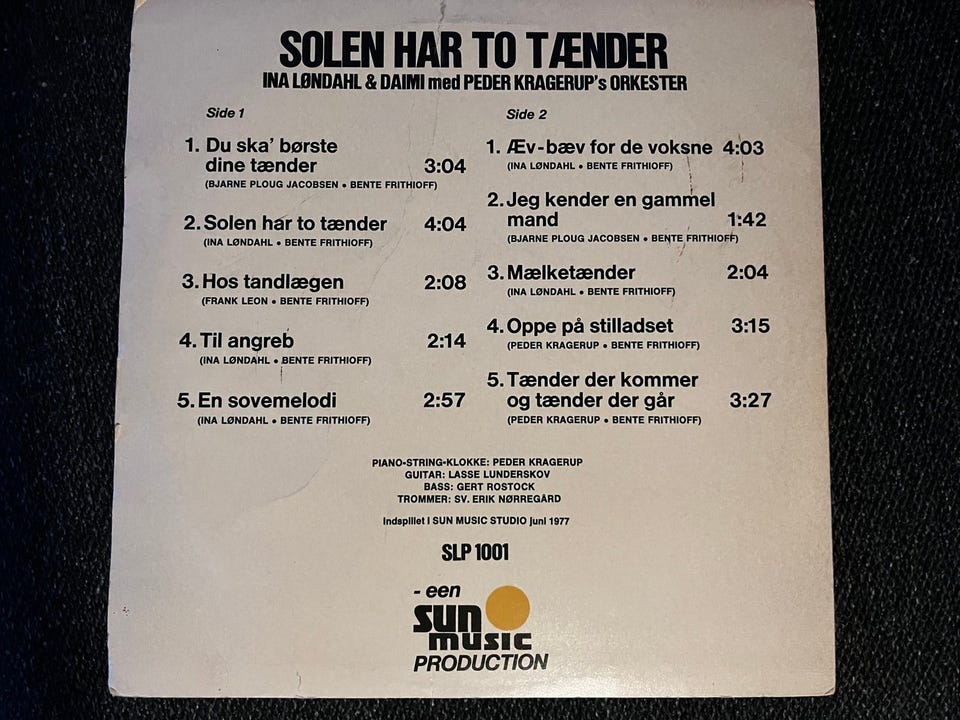 SOLEN HAR TO TÆNDER
INA LØNDAHL & DAIMI med PEDER KRAGERUP's ORKESTER
Side 1
1. Du ska' børste
dine tænder 3:04
(BJARNE PLOUG JACOBSEN • BENTE FRITHIOFF)
2. Solen har to tænder 4:04
(INA LØNDAHL • BENTE FRITHIOFF)
3. Hos tandlægen 2:08
(FRANK LEON • BENTE FRITHIOFF)
4. Til angreb 2:14
(INA LØNDAHL • BENTE FRITHIOFF)
5. En sovemelodi 2:57
(INA LØNDAHL • BENTE FRITHIOFF)
Side 2
1. Æv-bæv for de voksne 4:03
(INA LØNDAHL • BENTE FRITHIOFF)
2. Jeg kender en gammel
mand 1:42
(BJARNE PLOUG JACOBSEN • BENTE FRITHIOFF)
3. Mælketænder 2:04
(INA LØNDAHL • BENTE FRITHIOFF)
4. Oppe på stilladset 3:15
(PEDER KRAGERUP • BENTE FRITHIOFF)
5. Tænder der kommer
og tænder der går 3:27
(PEDER KRAGERUP • BENTE FRITHIOFF)
PIANO-STRING-KLOKKE: PEDER KRAGERUP
GUITAR: LASSE LUNDERSKOV
BASS: GERT ROSTOCK
TROMMER: SV. ERIK NØRREGÅRD
Indspillet i SUN MUSIC STUDIO juni 1977
SLP 1001
- een
sun
music
PRODUCTION